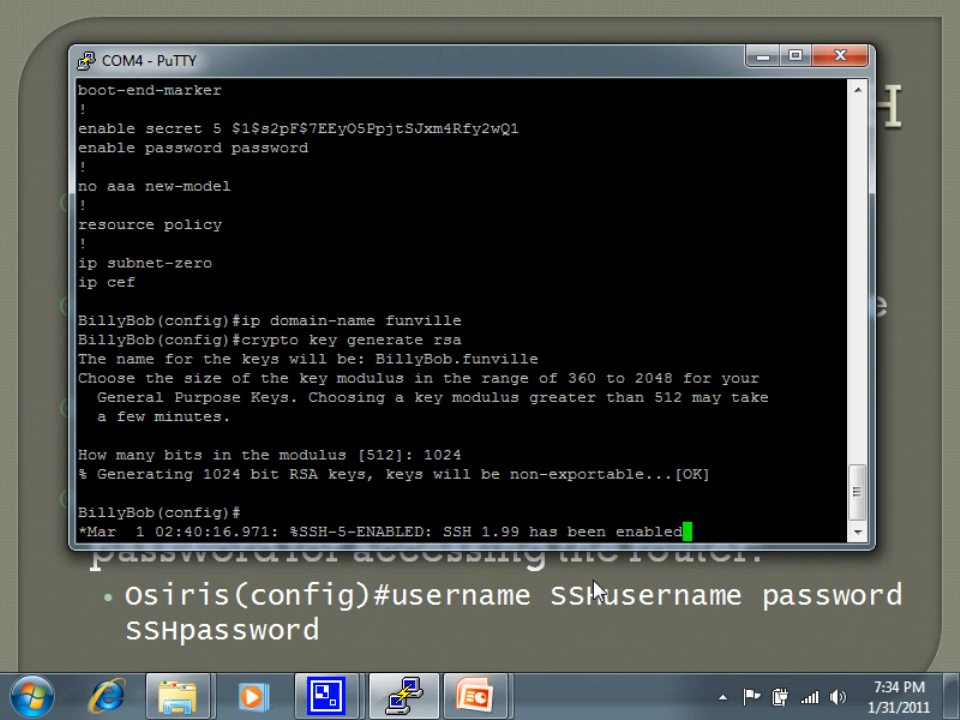 COM4 - PuTTY
boot-end-marker
!
enable secret 5 $1$s2pF$7EEyO5PpjtSJxm4Rfy2wQ1
enable password password
!
no aaa new-model
!
resource policy
!
ip subnet-zero
ip cef
BillyBob(config)#ip domain-name funville
BillyBob(config)#crypto key generate rsa
The name for the keys will be: BillyBob.funville
Choose the size of the key modulus in the range of 360 to 2048 for your
General Purpose Keys. Choosing a key modulus greater than 512 may take
a few minutes.
How many bits in the modulus [512]: 1024
% Generating 1024 bit RSA keys, keys will be non-exportable...[OK]
BillyBob(config)#
*Mar 1 02:40:16.971: %SSH-5-ENABLED: SSH 1.99 has been enabled
password for accessing the router.
• Osiris(config)#username SSHusername password
SSHpassword
7:34 PM
1/31/2011